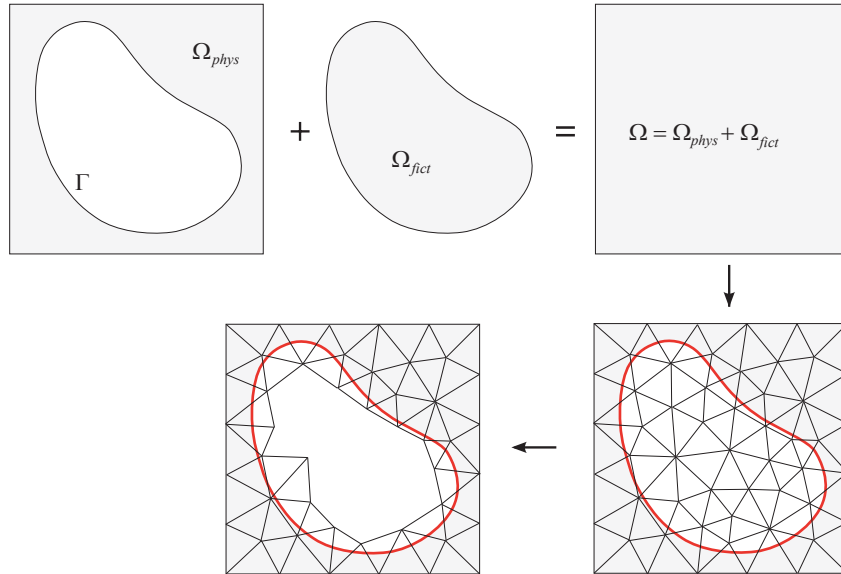 Ω_phys
Γ
+
Ω_fict
=
Ω = Ω_phys + Ω_fict